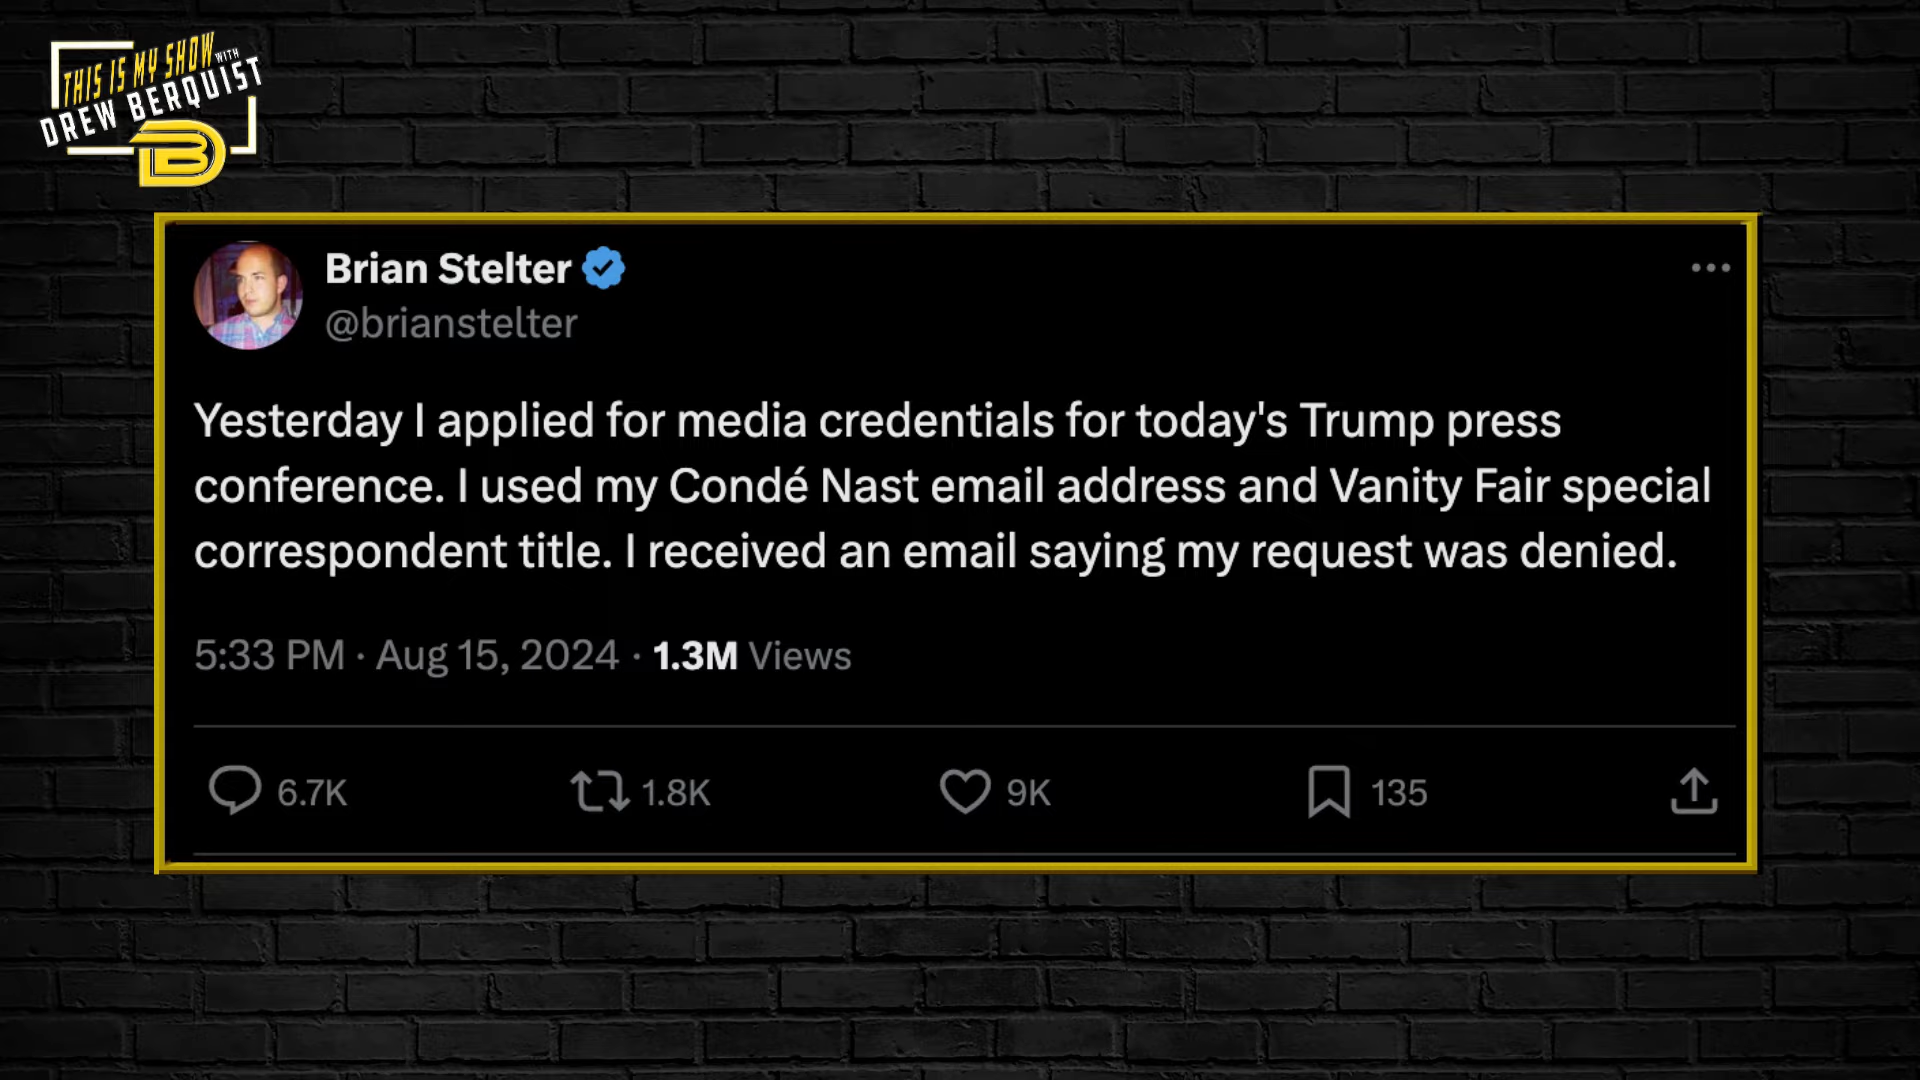 THIS IS MY SHOW WITH
DREW BERQUIST
DB
Brian Stelter
@brianstelter
Yesterday I applied for media credentials for today's Trump press
conference. I used my Condé Nast email address and Vanity Fair special
correspondent title. I received an email saying my request was denied.
5:33 PM · Aug 15, 2024 · 1.3M Views
6.7K 1.8K 9K 135